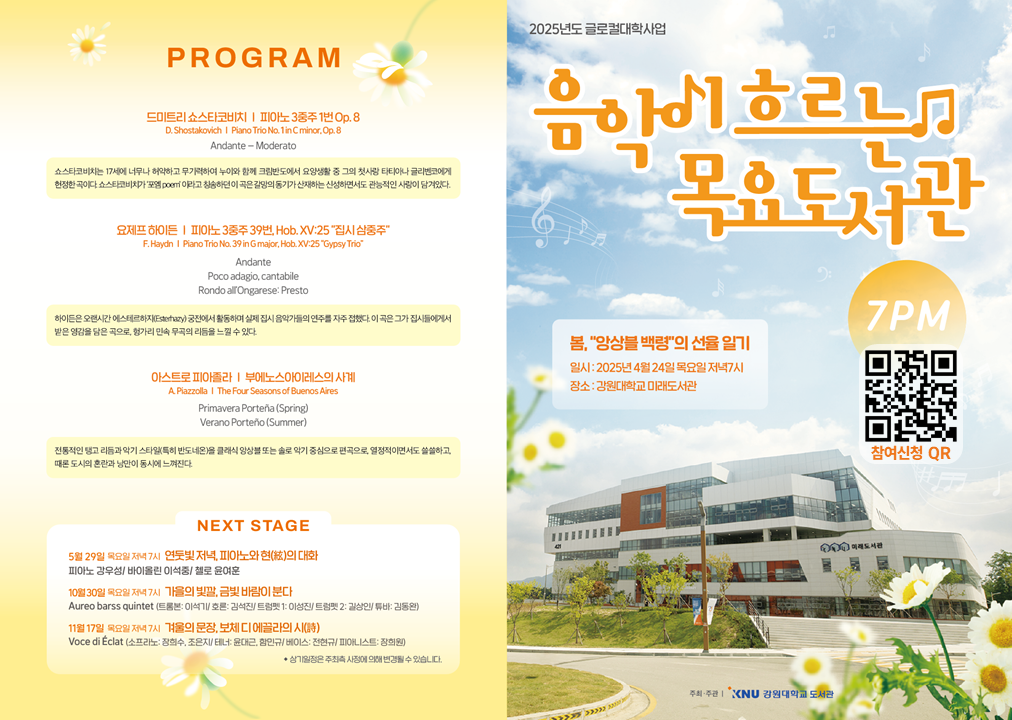 PROGRAM
드미트리 쇼스타코비치 ㅣ 피아노 3중주 1번 Op. 8
D. Shostakovich ㅣ Piano Trio No. 1 in C minor, Op. 8
Andante – Moderato
쇼스타코비치는 17세에 너무나 허약하고 무기력하여 누이와 함께 크림반도에서 요양생활 중 그의 첫사랑 타티아나 글리벤코에게
헌정한 곡이다. 쇼스타코비치가 '포엠 poem' 이라고 칭송하던 이 곡은 갈망의 동기가 산재하는 신성하면서도 관능적인 사랑이 담겨있다.
요제프 하이든 ㅣ 피아노 3중주 39번, Hob. XV:25 "집시 삼중주"
F. Haydn ㅣ Piano Trio No. 39 in G major, Hob. XV:25 "Gypsy Trio"
Andante
Poco adagio, cantabile
Rondo all'Ongarese: Presto
하이든은 오랜시간 에스테르하지(Esterhazy) 궁전에서 활동하며 실제 집시 음악가들의 연주를 자주 접했다. 이 곡은 그가 집시들에게서
받은 영감을 담은 곡으로, 헝가리 민속 무곡의 리듬을 느낄 수 있다.
아스트로 피아졸라 ㅣ 부에노스아이레스의 사계
A. Piazzolla ㅣ The Four Seasons of Buenos Aires
Primavera Porteña (Spring)
Verano Porteño (Summer)
전통적인 탱고 리듬과 악기 스타일(특히 반도네온)을 클래식 앙상블 또는 솔로 악기 중심으로 편곡으로, 열정적이면서도 쓸쓸하고,
때론 도시의 혼란과 낭만이 동시에 느껴진다.
NEXT STAGE
5월 29일 목요일 저녁 7시 연둣빛 저녁, 피아노와 현(絃)의 대화
피아노 강우성/ 바이올린 이석중/ 첼로 윤여훈
10월 30일 목요일 저녁 7시 가을의 빛깔, 금빛 바람이 분다
Aureo barss quintet (트롬본: 이석기/ 호른: 김석진/ 트럼펫 1: 이성진/ 트럼펫 2: 길상민/ 튜바: 김동완)
11월 17일 목요일 저녁 7시 겨울의 문장, 보체 디 에끌라의 시(詩)
Voce di Éclat (소프라노: 장희수, 조은지/ 테너: 윤대근, 함민규/ 베이스: 전현규/ 피아니스트: 장희원)
* 상기일정은 주최측 사정에 의해 변경될 수 있습니다.
2025년도 글로컬대학사업
음악이 흐르는
목요도서관
7PM
봄, "앙상블 백령"의 선율 일기
일시 : 2025년 4월 24일 목요일 저녁7시
장소 : 강원대학교 미래도서관
참여신청 QR
421
미래도서관
주최·주관ㅣ KNU 강원대학교 도서관